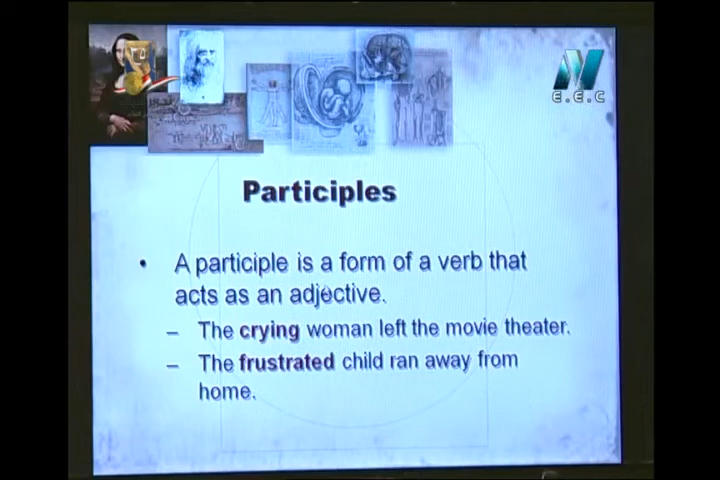 E.E.C
Participles
• A participle is a form of a verb that
acts as an adjective.
– The crying woman left the movie theater.
– The frustrated child ran away from
home.